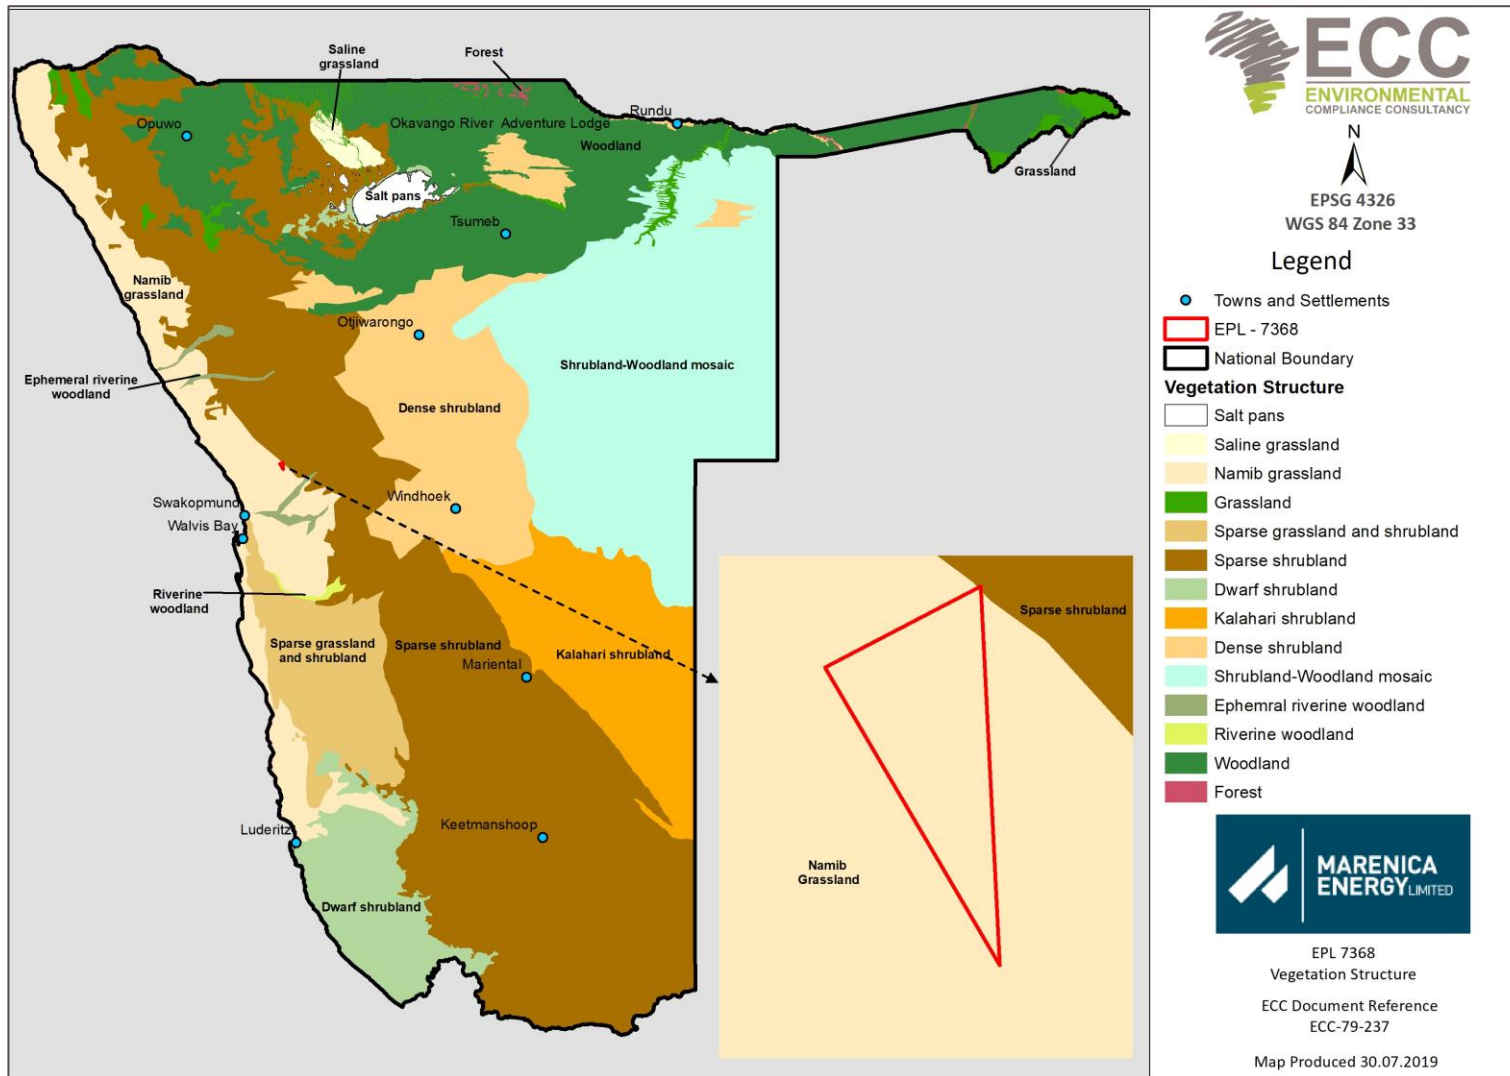 Saline
grassland
Forest
Rundu
Opuwo
Okavango River Adventure Lodge
Woodland
Grassland
Salt pans
Tsumeb
Namib
grassland
Otjiwarongo
Shrubland-Woodland mosaic
Ephemeral riverine
woodland
Dense shrubland
Windhoek
Swakopmund
Walvis Bay
Riverine
woodland
Sparse grassland
and shrubland
Sparse shrubland
Kalahari shrubland
Mariental
Luderitz
Keetmanshoop
Dwarf shrubland
Sparse shrubland
Namib
Grassland
ECC
ENVIRONMENTAL
COMPLIANCE CONSULTANCY
N
EPSG 4326
WGS 84 Zone 33
Legend
Towns and Settlements
EPL - 7368
National Boundary
Vegetation Structure
Salt pans
Saline grassland
Namib grassland
Grassland
Sparse grassland and shrubland
Sparse shrubland
Dwarf shrubland
Kalahari shrubland
Dense shrubland
Shrubland-Woodland mosaic
Ephemral riverine woodland
Riverine woodland
Woodland
Forest
MARENICA
ENERGY LIMITED
EPL 7368
Vegetation Structure
ECC Document Reference
ECC-79-237
Map Produced 30.07.2019